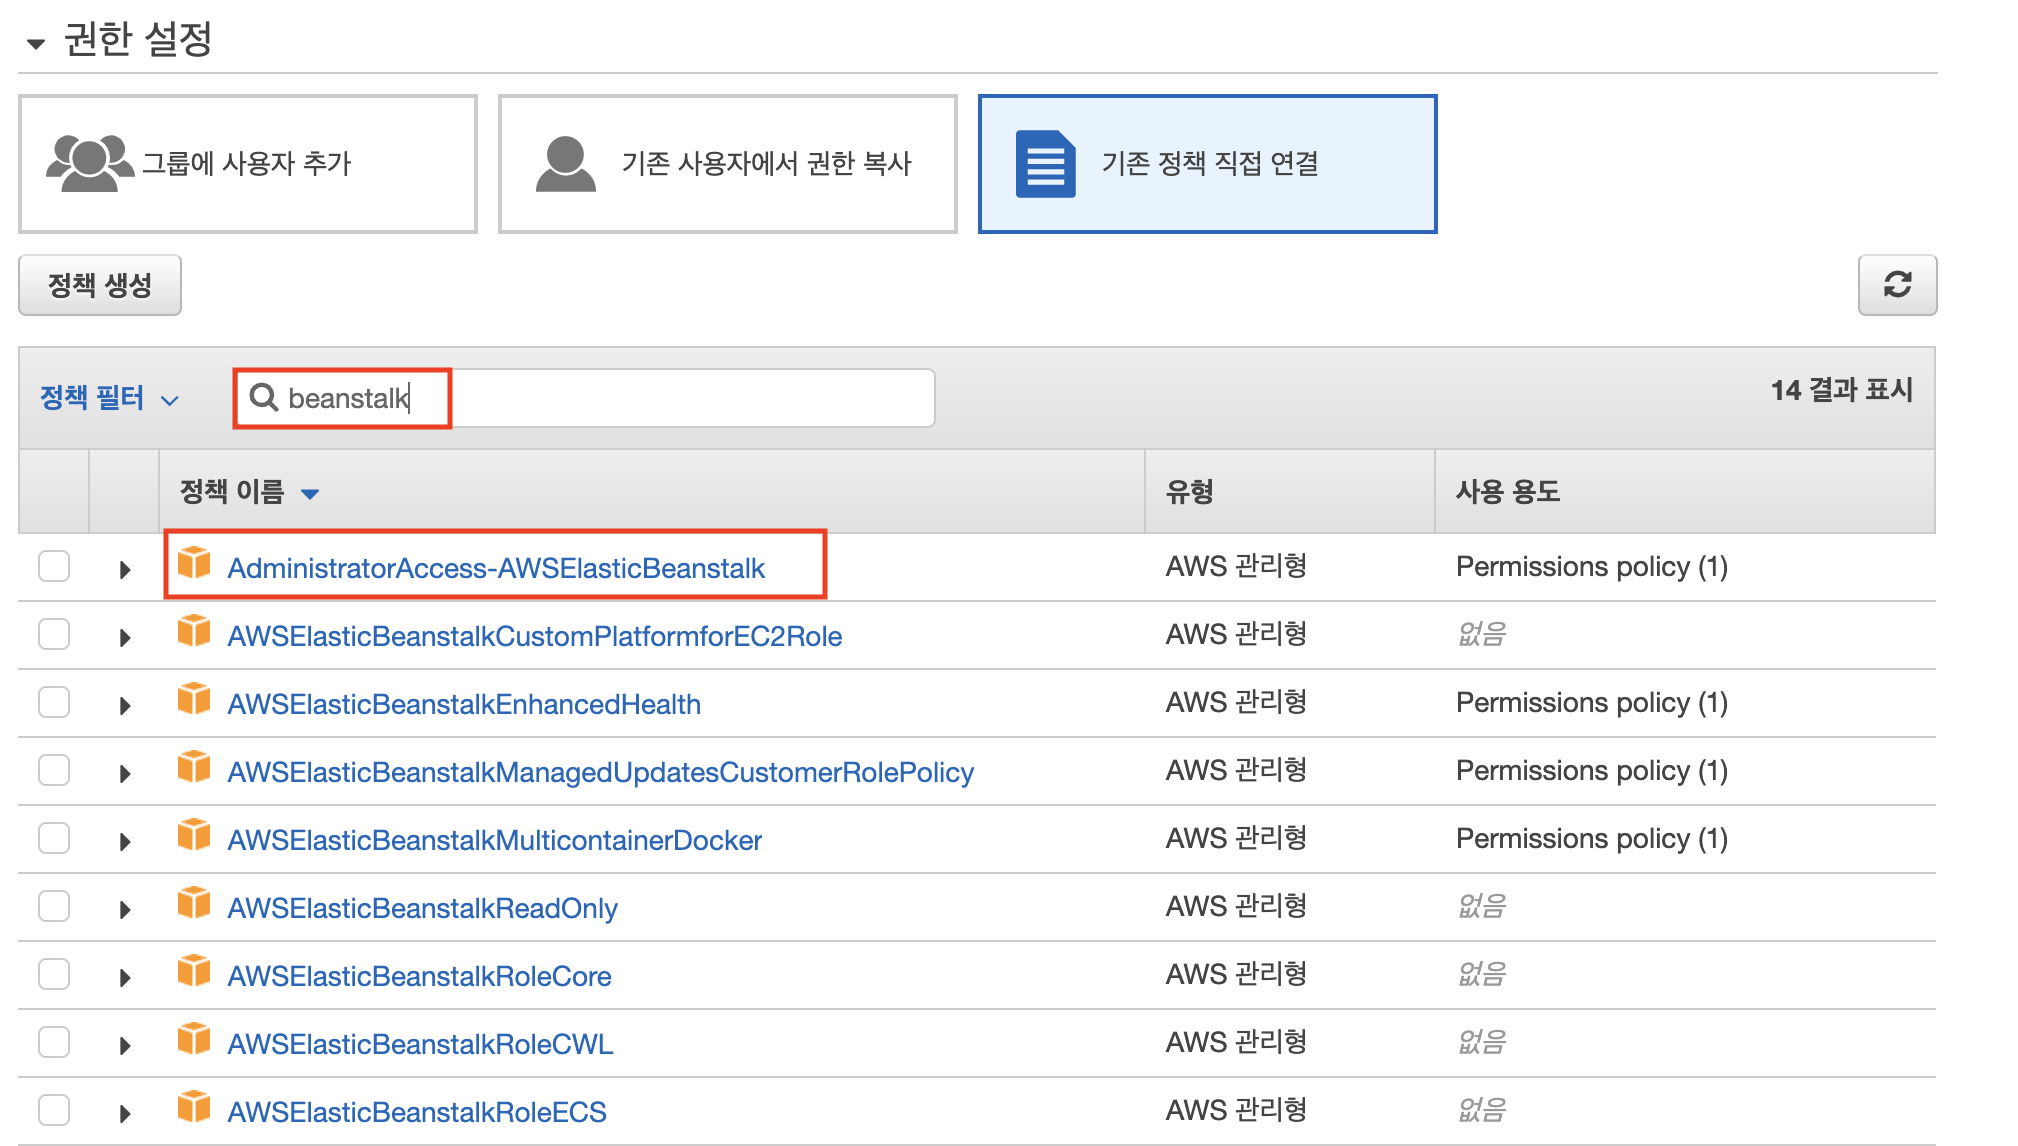 권한 설정
그룹에 사용자 추가
기존 사용자에서 권한 복사
기존 정책 직접 연결
정책 생성
정책 필터
beanstalk
14 결과 표시
정책 이름 유형 사용 용도
AdministratorAccess-AWSElasticBeanstalk AWS 관리형 Permissions policy (1)
AWSElasticBeanstalkCustomPlatformforEC2Role AWS 관리형 없음
AWSElasticBeanstalkEnhancedHealth AWS 관리형 Permissions policy (1)
AWSElasticBeanstalkManagedUpdatesCustomerRolePolicy AWS 관리형 Permissions policy (1)
AWSElasticBeanstalkMulticontainerDocker AWS 관리형 Permissions policy (1)
AWSElasticBeanstalkReadOnly AWS 관리형 없음
AWSElasticBeanstalkRoleCore AWS 관리형 없음
AWSElasticBeanstalkRoleCWL AWS 관리형 없음
AWSElasticBeanstalkRoleECS AWS 관리형 없음